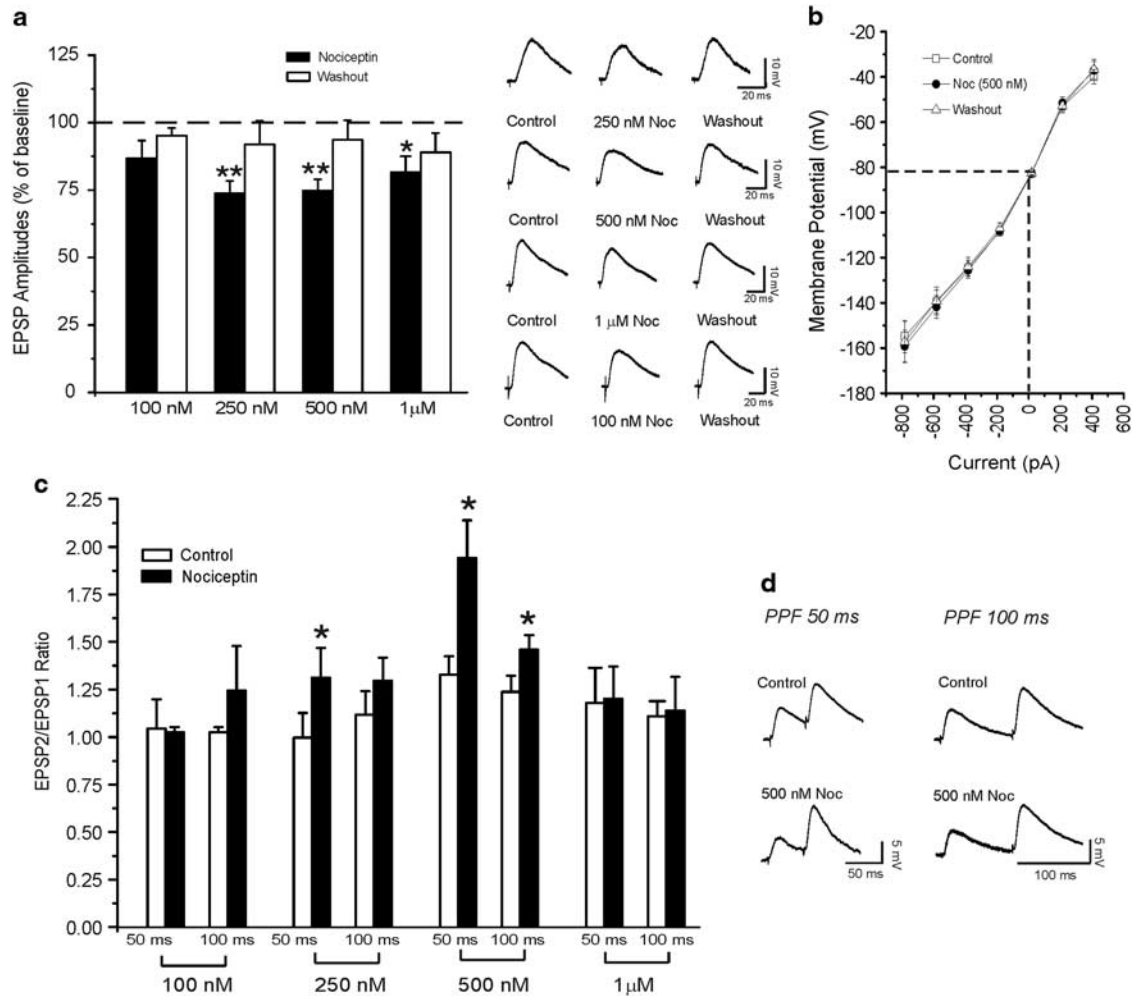 a
125
100
75
50
25
0
EPSP Amplitudes (% of baseline)
Nociceptin
Washout
** ** *
100 nM 250 nM 500 nM 1μM
10 mV
20 ms
Control 250 nM Noc Washout
10 mV
20 ms
Control 500 nM Noc Washout
10 mV
20 ms
Control 1 μM Noc Washout
10 mV
20 ms
Control 100 nM Noc Washout
b
-20
-40
-60
-80
-100
-120
-140
-160
-180
Membrane Potential (mV)
Control
Noc (500 nM)
Washout
-800 -600 -400 -200 0 200 400 600
Current (pA)
c
2.25
2.00
1.75
1.50
1.25
1.00
0.75
0.50
0.25
0.00
EPSP2/EPSP1 Ratio
Control
Nociceptin
* * *
50 ms 100 ms 50 ms 100 ms 50 ms 100 ms 50 ms 100 ms
100 nM 250 nM 500 nM 1μM
d
PPF 50 ms PPF 100 ms
Control Control
500 nM Noc 500 nM Noc
5 mV
50 ms
5 mV
100 ms